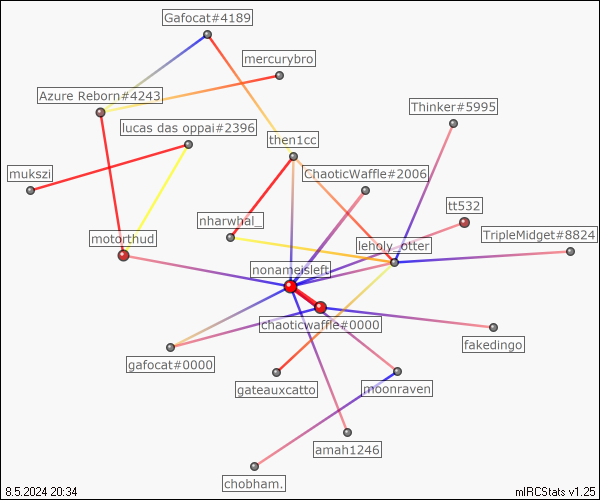 Gafocat#4189
mercurybro
Azure Reborn#4243
Thinker#5995
lucas das oppai#2396
then1cc
mukszi
ChaoticWaffle#2006
tt532
nharwhal_
motorthud
leholy_otter
TripleMidget#8824
nonameisleft
chaoticwaffle#0000
gafocat#0000
fakedingo
gateauxcatto
moonraven
amah1246
chobham.
8.5.2024 20:34
mIRCStats v1.25